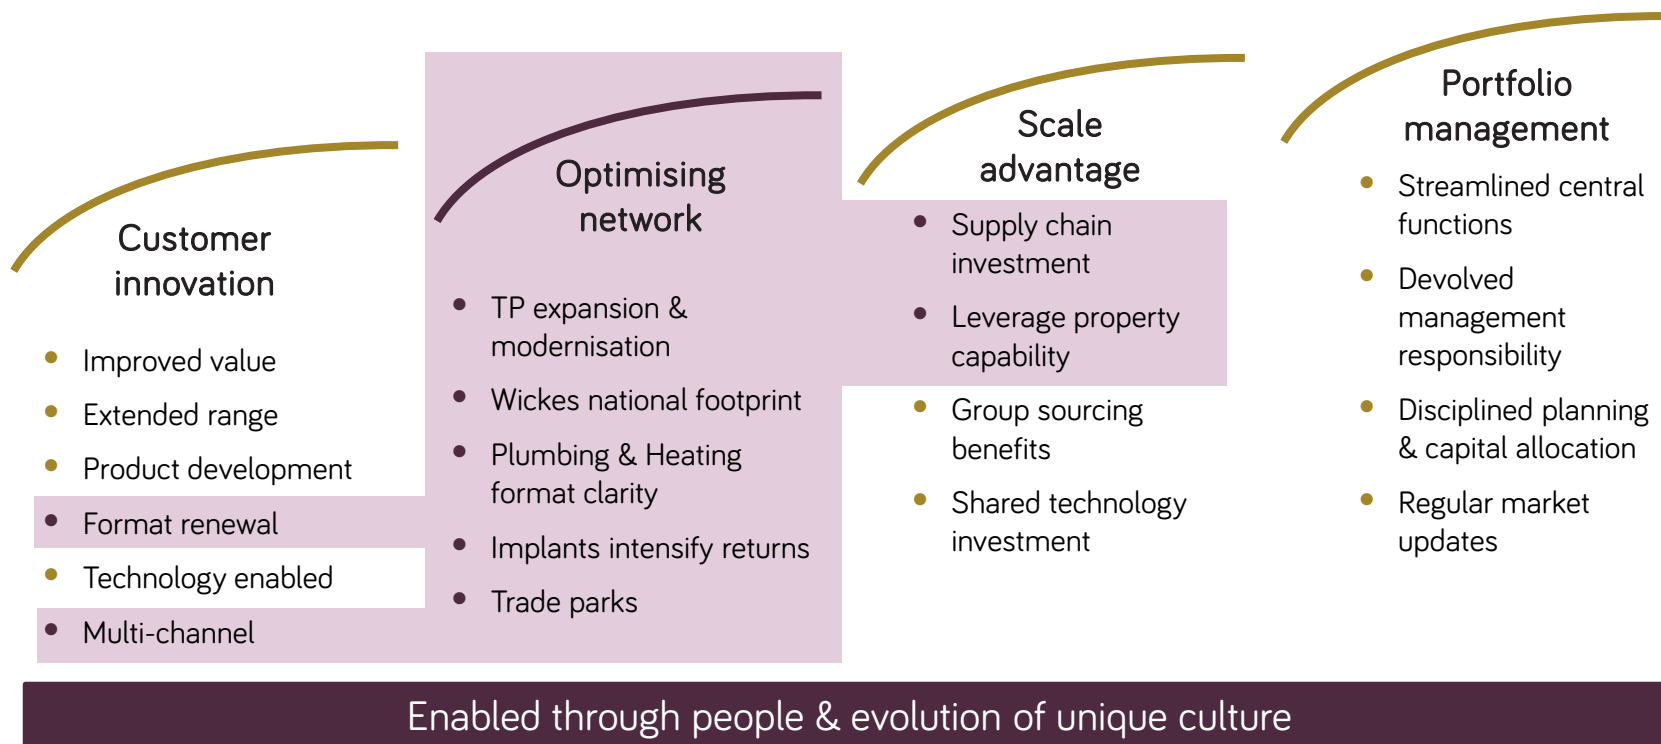 Customer
innovation
• Improved value
• Extended range
• Product development
• Format renewal
• Technology enabled
• Multi-channel
Optimising
network
• TP expansion &
modernisation
• Wickes national footprint
• Plumbing & Heating
format clarity
• Implants intensify returns
• Trade parks
Scale
advantage
• Supply chain
investment
• Leverage property
capability
• Group sourcing
benefits
• Shared technology
investment
Portfolio
management
• Streamlined central
functions
• Devolved
management
responsibility
• Disciplined planning
& capital allocation
• Regular market
updates
Enabled through people & evolution of unique culture